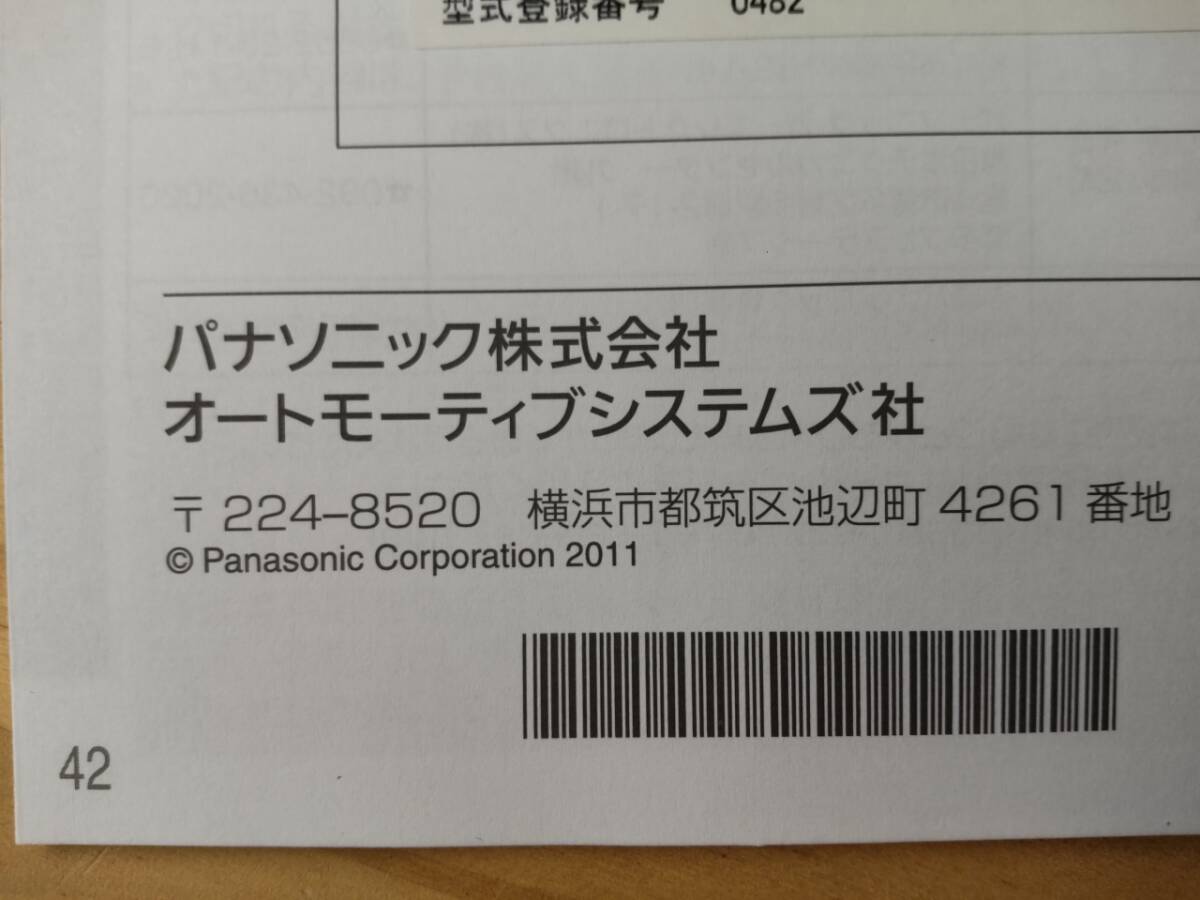 型式登録番号 0482
パナソニック株式会社
オートモーティブシステムズ社
〒224-8520 横浜市都筑区池辺町 4261 番地
© Panasonic Corporation 2011
42